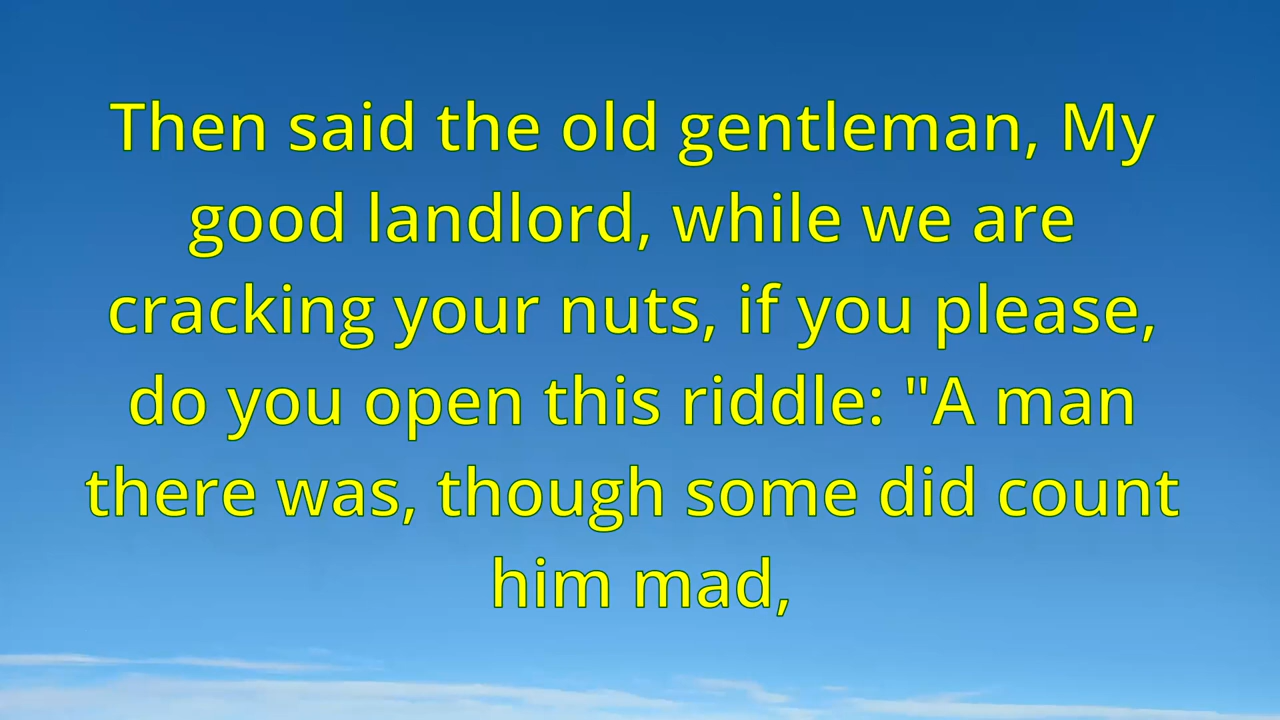 Then said the old gentleman, My
good landlord, while we are
cracking your nuts, if you please,
do you open this riddle: "A man
there was, though some did count
him mad,